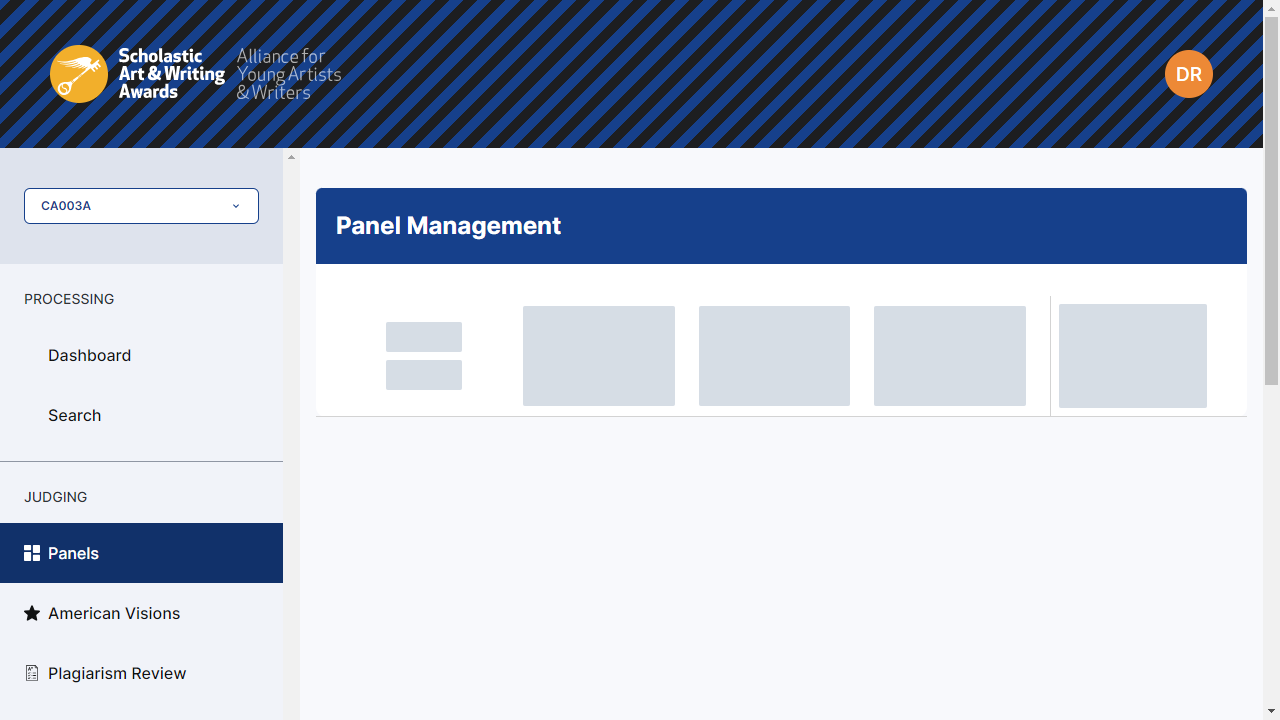 Scholastic
Art & Writing
Awards
Alliance for
Young Artists
& Writers
DR
CA003A
Panel Management
PROCESSING
Dashboard
Search
JUDGING
Panels
American Visions
Plagiarism Review